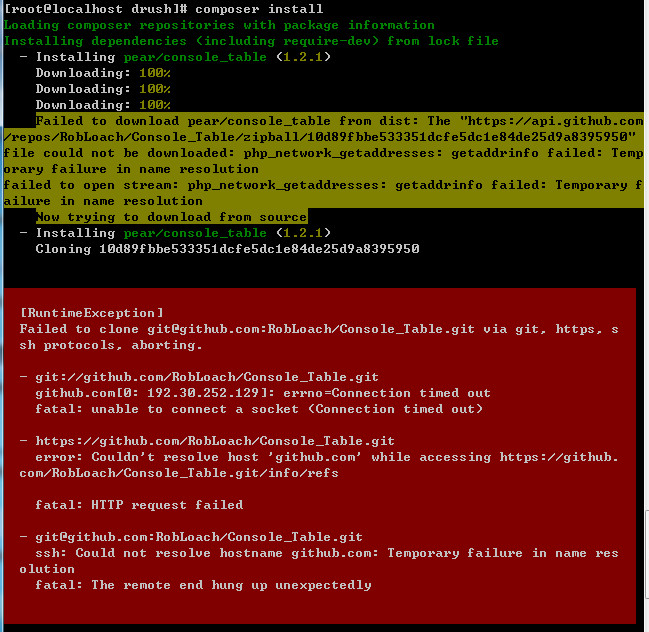 [root@localhost drush]# composer install
Loading composer repositories with package information
Installing dependencies (including require-dev) from lock file
  - Installing pear/console_table (1.2.1)
    Downloading: 100%
    Downloading: 100%
    Downloading: 100%
    Failed to download pear/console_table from dist: The "https://api.github.com
/repos/RobLoach/Console_Table/zipball/10d89fbbe533351dcfe5dc1e84de25d9a8395950"
file could not be downloaded: php_network_getaddresses: getaddrinfo failed: Temp
orary failure in name resolution
failed to open stream: php_network_getaddresses: getaddrinfo failed: Temporary f
ailure in name resolution
    Now trying to download from source
  - Installing pear/console_table (1.2.1)
    Cloning 10d89fbbe533351dcfe5dc1e84de25d9a8395950
[RuntimeException]
Failed to clone git@github.com:RobLoach/Console_Table.git via git, https, s
sh protocols, aborting.
- git://github.com/RobLoach/Console_Table.git
  github.com[0: 192.30.252.129]: errno=Connection timed out
  fatal: unable to connect a socket (Connection timed out)
- https://github.com/RobLoach/Console_Table.git
  error: Couldn't resolve host 'github.com' while accessing https://github.
com/RobLoach/Console_Table.git/info/refs
  fatal: HTTP request failed
- git@github.com:RobLoach/Console_Table.git
  ssh: Could not resolve hostname github.com: Temporary failure in name res
olution
  fatal: The remote end hung up unexpectedly